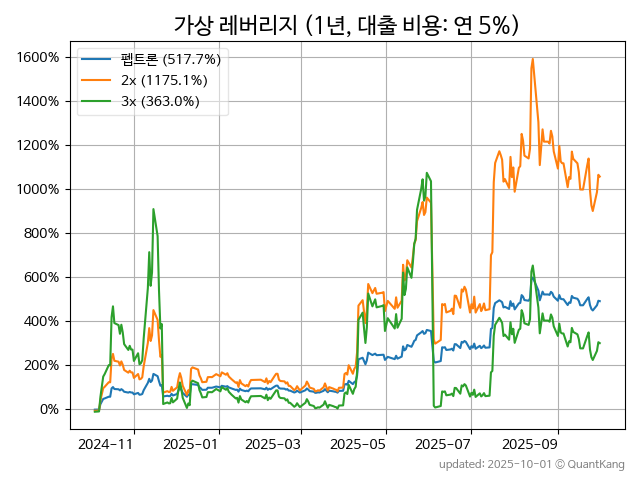 가상 레버리지 (1년, 대출 비용: 연 5%)
펩트론 (517.7%)
2x (1175.1%)
3x (363.0%)
1600%
1400%
1200%
1000%
800%
600%
400%
200%
0%
2024-11 2025-01 2025-03 2025-05 2025-07 2025-09
updated: 2025-10-01 © QuantKang